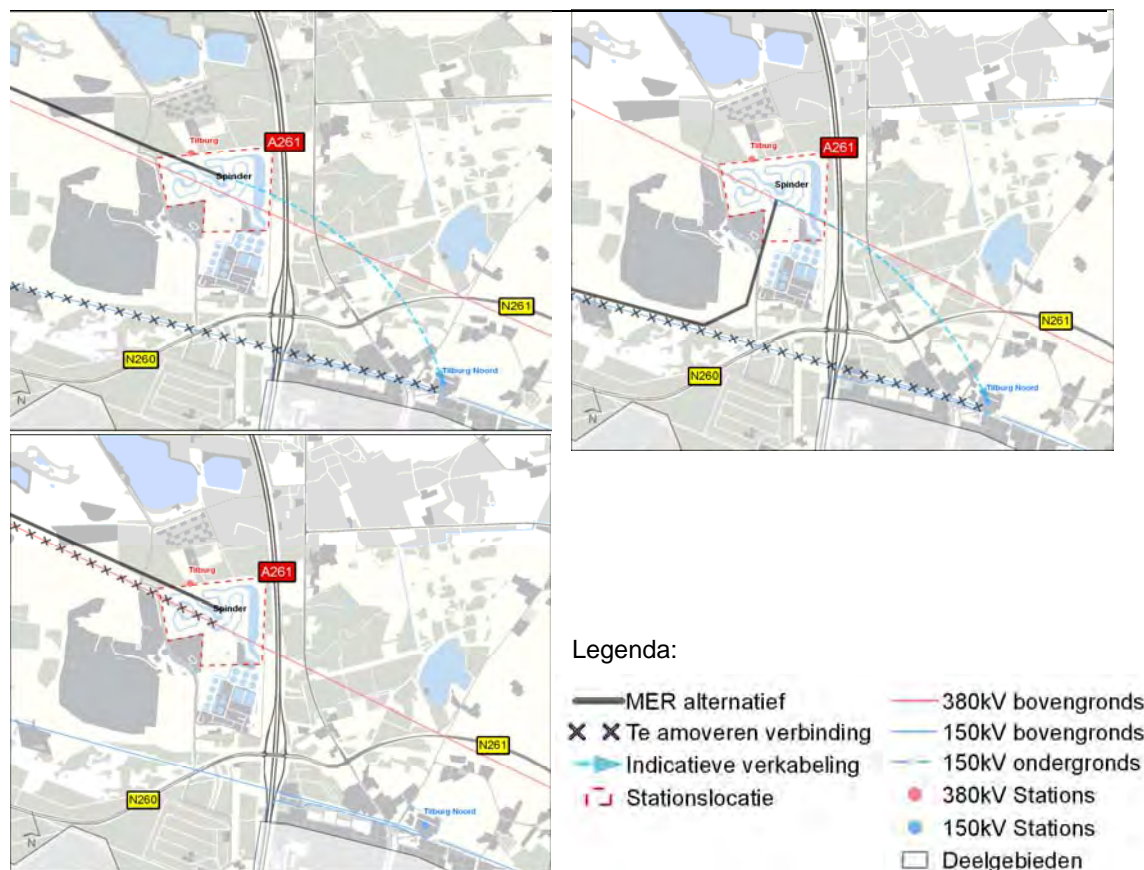 Tilburg
A261
Spinder
N261
N260
Tilburg Noord
N
Tilburg
A261
Spinder
N261
N260
Tilburg Noord
N
Tilburg
A261
Spinder
N261
N260
Tilburg Noord
N
Legenda:
MER alternatief
Te amoveren verbinding
Indicatieve verkabeling
Stationslocatie
380kV bovengronds
150kV bovengronds
150kV ondergronds
380kV Stations
150kV Stations
Deelgebieden